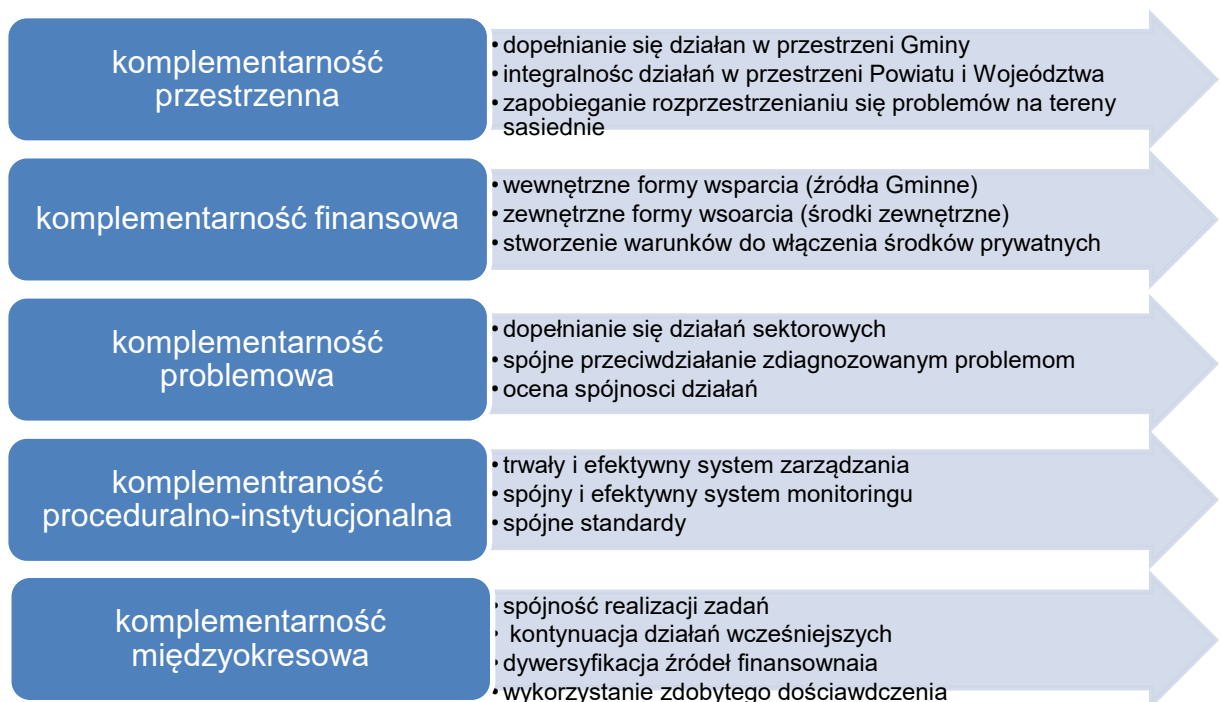 komplementarność
przestrzenna
• dopełnianie się działan w przestrzeni Gminy
• integralnośc działań w przestrzeni Powiatu i Wojeództwa
• zapobieganie rozprzestrzenianiu się problemów na tereny
sasiednie
komplementarność finansowa
• wewnętrzne formy wsparcia (źródła Gminne)
• zewnętrzne formy wsoarcia (środki zewnętrzne)
• stworzenie warunków do włączenia środków prywatnych
komplementarność
problemowa
• dopełnianie się działań sektorowych
• spójne przeciwdziałanie zdiagnozowanym problemom
• ocena spójnosci działań
komplementraność
proceduralno-instytucjonalna
• trwały i efektywny system zarządzania
• spójny i efektywny system monitoringu
• spójne standardy
komplementarność
międzyokresowa
• spójność realizacji zadań
• kontynuacja działań wcześniejszych
• dywersyfikacja źródeł finansownaia
• wykorzystanie zdobytego dościawdczenia